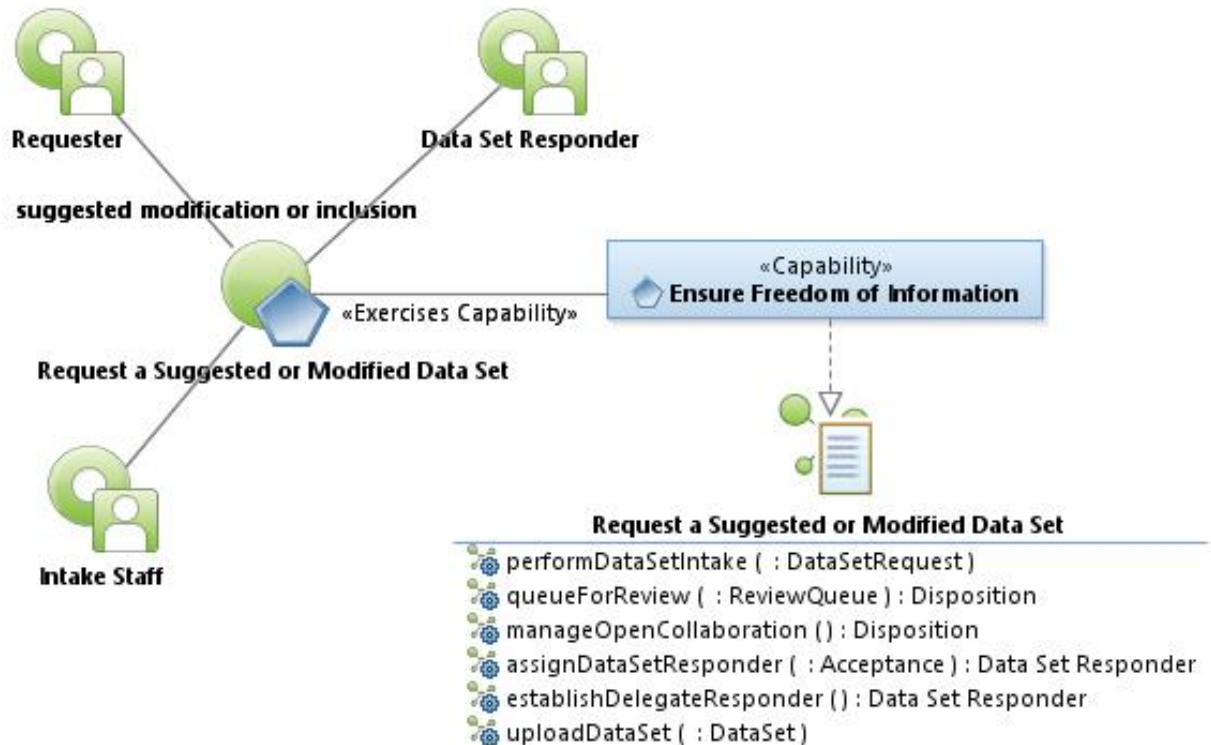 Requester
Data Set Responder
suggested modification or inclusion
«Capability»
Ensure Freedom of Information
«Exercises Capability»
Request a Suggested or Modified Data Set
Intake Staff
Request a Suggested or Modified Data Set
performDataSetIntake ( : DataSetRequest )
queueForReview ( : ReviewQueue ) : Disposition
manageOpenCollaboration () : Disposition
assignDataSetResponder ( : Acceptance ) : Data Set Responder
establishDelegateResponder () : Data Set Responder
uploadDataSet ( : DataSet )